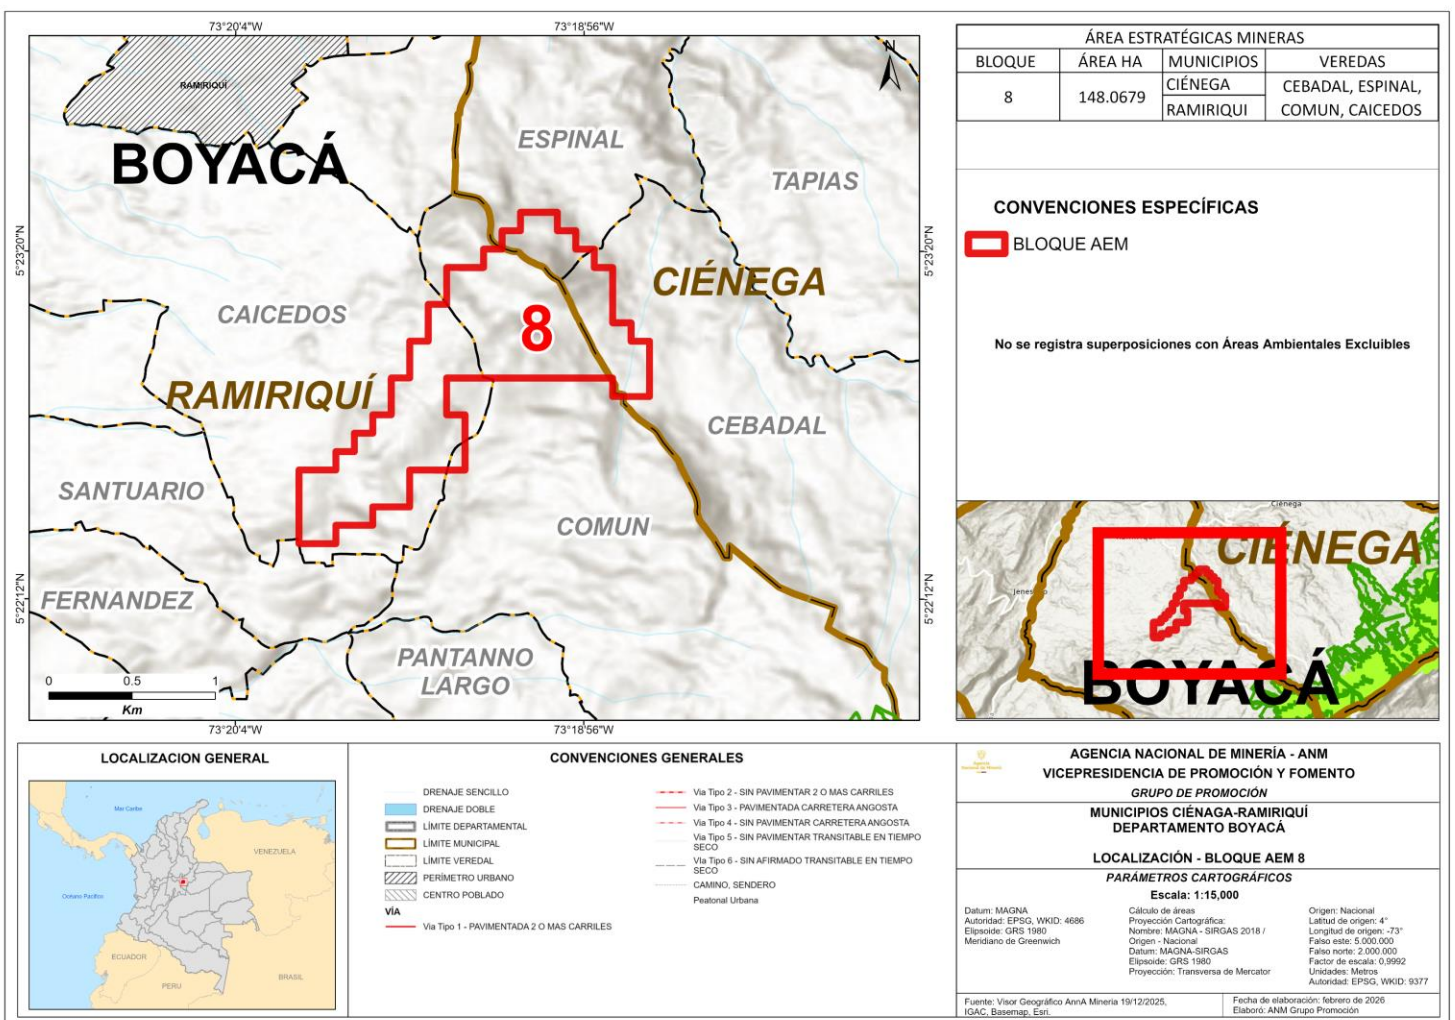 73°20'4"W
73°18'56"W
N
RAMIRIQUÍ
BOYACÁ
ESPINAL
TAPIAS
5°23'20"N
5°23'20"N
CIÉNEGA
CAICEDOS
8
RAMIRIQUÍ
CEBADAL
SANTUARIO
COMUN
5°22'12"N
5°22'12"N
FERNANDEZ
PANTANNO
LARGO
0 0.5 1
Km
73°20'4"W
73°18'56"W
ÁREA ESTRATÉGICAS MINERAS
BLOQUE ÁREA HA MUNICIPIOS VEREDAS
8 148.0679 CIÉNEGA CEBADAL, ESPINAL,
RAMIRIQUI COMUN, CAICEDOS
CONVENCIONES ESPECÍFICAS
BLOQUE AEM
No se registra superposiciones con Áreas Ambientales Excluibles
Ciénega
CIÉNEGA
BOYACÁ
LOCALIZACION GENERAL
Mar Caribe
VENEZUELA
Océano Pacífico
ECUADOR
PERU
BRASIL
CONVENCIONES GENERALES
DRENAJE SENCILLO
DRENAJE DOBLE
LÍMITE DEPARTAMENTAL
LÍMITE MUNICIPAL
LÍMITE VEREDAL
PERÍMETRO URBANO
CENTRO POBLADO
VÍA
Via Tipo 1 - PAVIMENTADA 2 O MAS CARRILES
Via Tipo 2 - SIN PAVIMENTAR 2 O MAS CARRILES
Via Tipo 3 - PAVIMENTADA CARRETERA ANGOSTA
Via Tipo 4 - SIN PAVIMENTAR CARRETERA ANGOSTA
Via Tipo 5 - SIN PAVIMENTAR TRANSITABLE EN TIEMPO
SECO
Via Tipo 6 - SIN AFIRMADO TRANSITABLE EN TIEMPO
SECO
CAMINO, SENDERO
Peatonal Urbana
Agencia
Nacional de Minería
AGENCIA NACIONAL DE MINERÍA - ANM
VICEPRESIDENCIA DE PROMOCIÓN Y FOMENTO
GRUPO DE PROMOCIÓN
MUNICIPIOS CIÉNAGA-RAMIRIQUÍ
DEPARTAMENTO BOYACÁ
LOCALIZACIÓN - BLOQUE AEM 8
PARÁMETROS CARTOGRÁFICOS
Escala: 1:15,000
Datum: MAGNA
Autoridad: EPSG, WKID: 4686
Elipsoide: GRS 1980
Meridiano de Greenwich
Cálculo de áreas
Proyección Cartográfica:
Nombre: MAGNA - SIRGAS 2018 /
Origen - Nacional
Datum: MAGNA-SIRGAS
Elipsoide: GRS 1980
Proyección: Transversa de Mercator
Origen: Nacional
Latitud de origen: 4°
Longitud de origen: -73°
Falso este: 5.000.000
Falso norte: 2.000.000
Factor de escala: 0,9992
Unidades: Metros
Autoridad: EPSG, WKID: 9377
Fuente: Visor Geográfico AnnA Mineria 19/12/2025,
IGAC, Basemap, Esri.
Fecha de elaboración: febrero de 2026
Elaboró: ANM Grupo Promoción